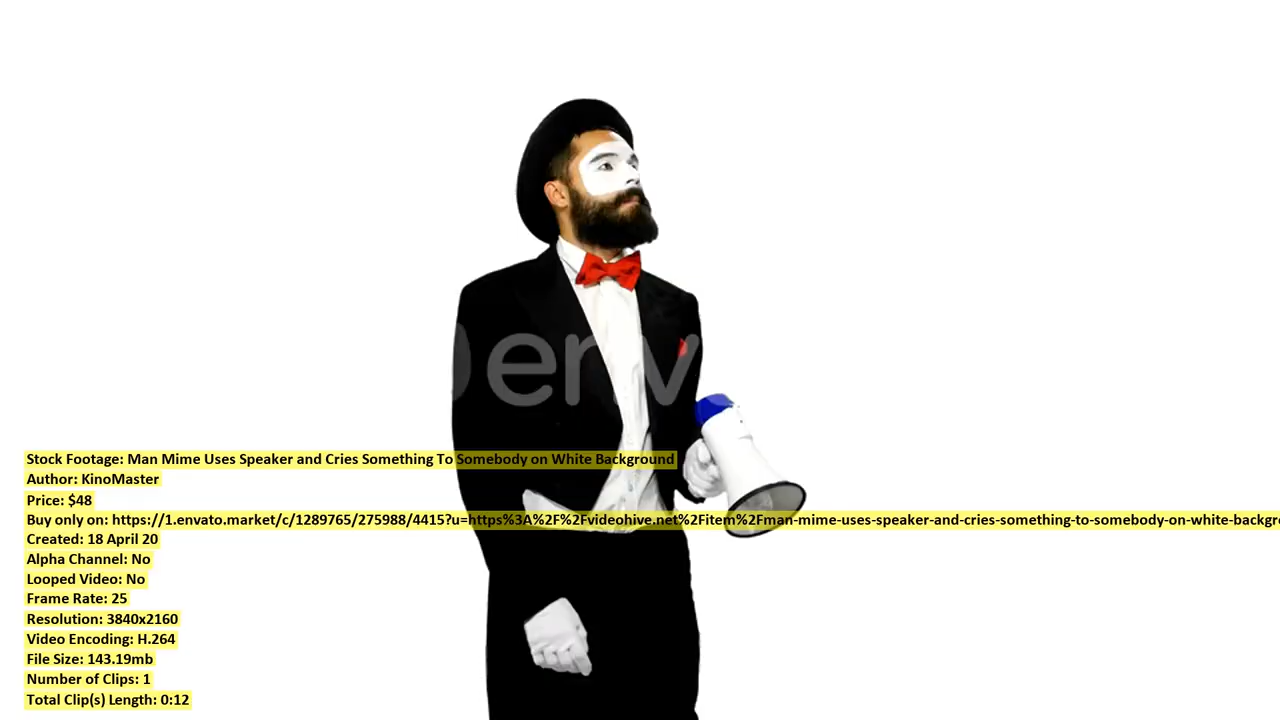 envato
Stock Footage: Man Mime Uses Speaker and Cries Something To Somebody on White Background
Author: KinoMaster
Price: $48
Buy only on: https://1.envato.market/c/1289765/275988/4415?u=https%3A%2F%2Fvideohive.net%2Fitem%2Fman-mime-uses-speaker-and-cries-something-to-somebody-on-white-backgro
Created: 18 April 20
Alpha Channel: No
Looped Video: No
Frame Rate: 25
Resolution: 3840x2160
Video Encoding: H.264
File Size: 143.19mb
Number of Clips: 1
Total Clip(s) Length: 0:12